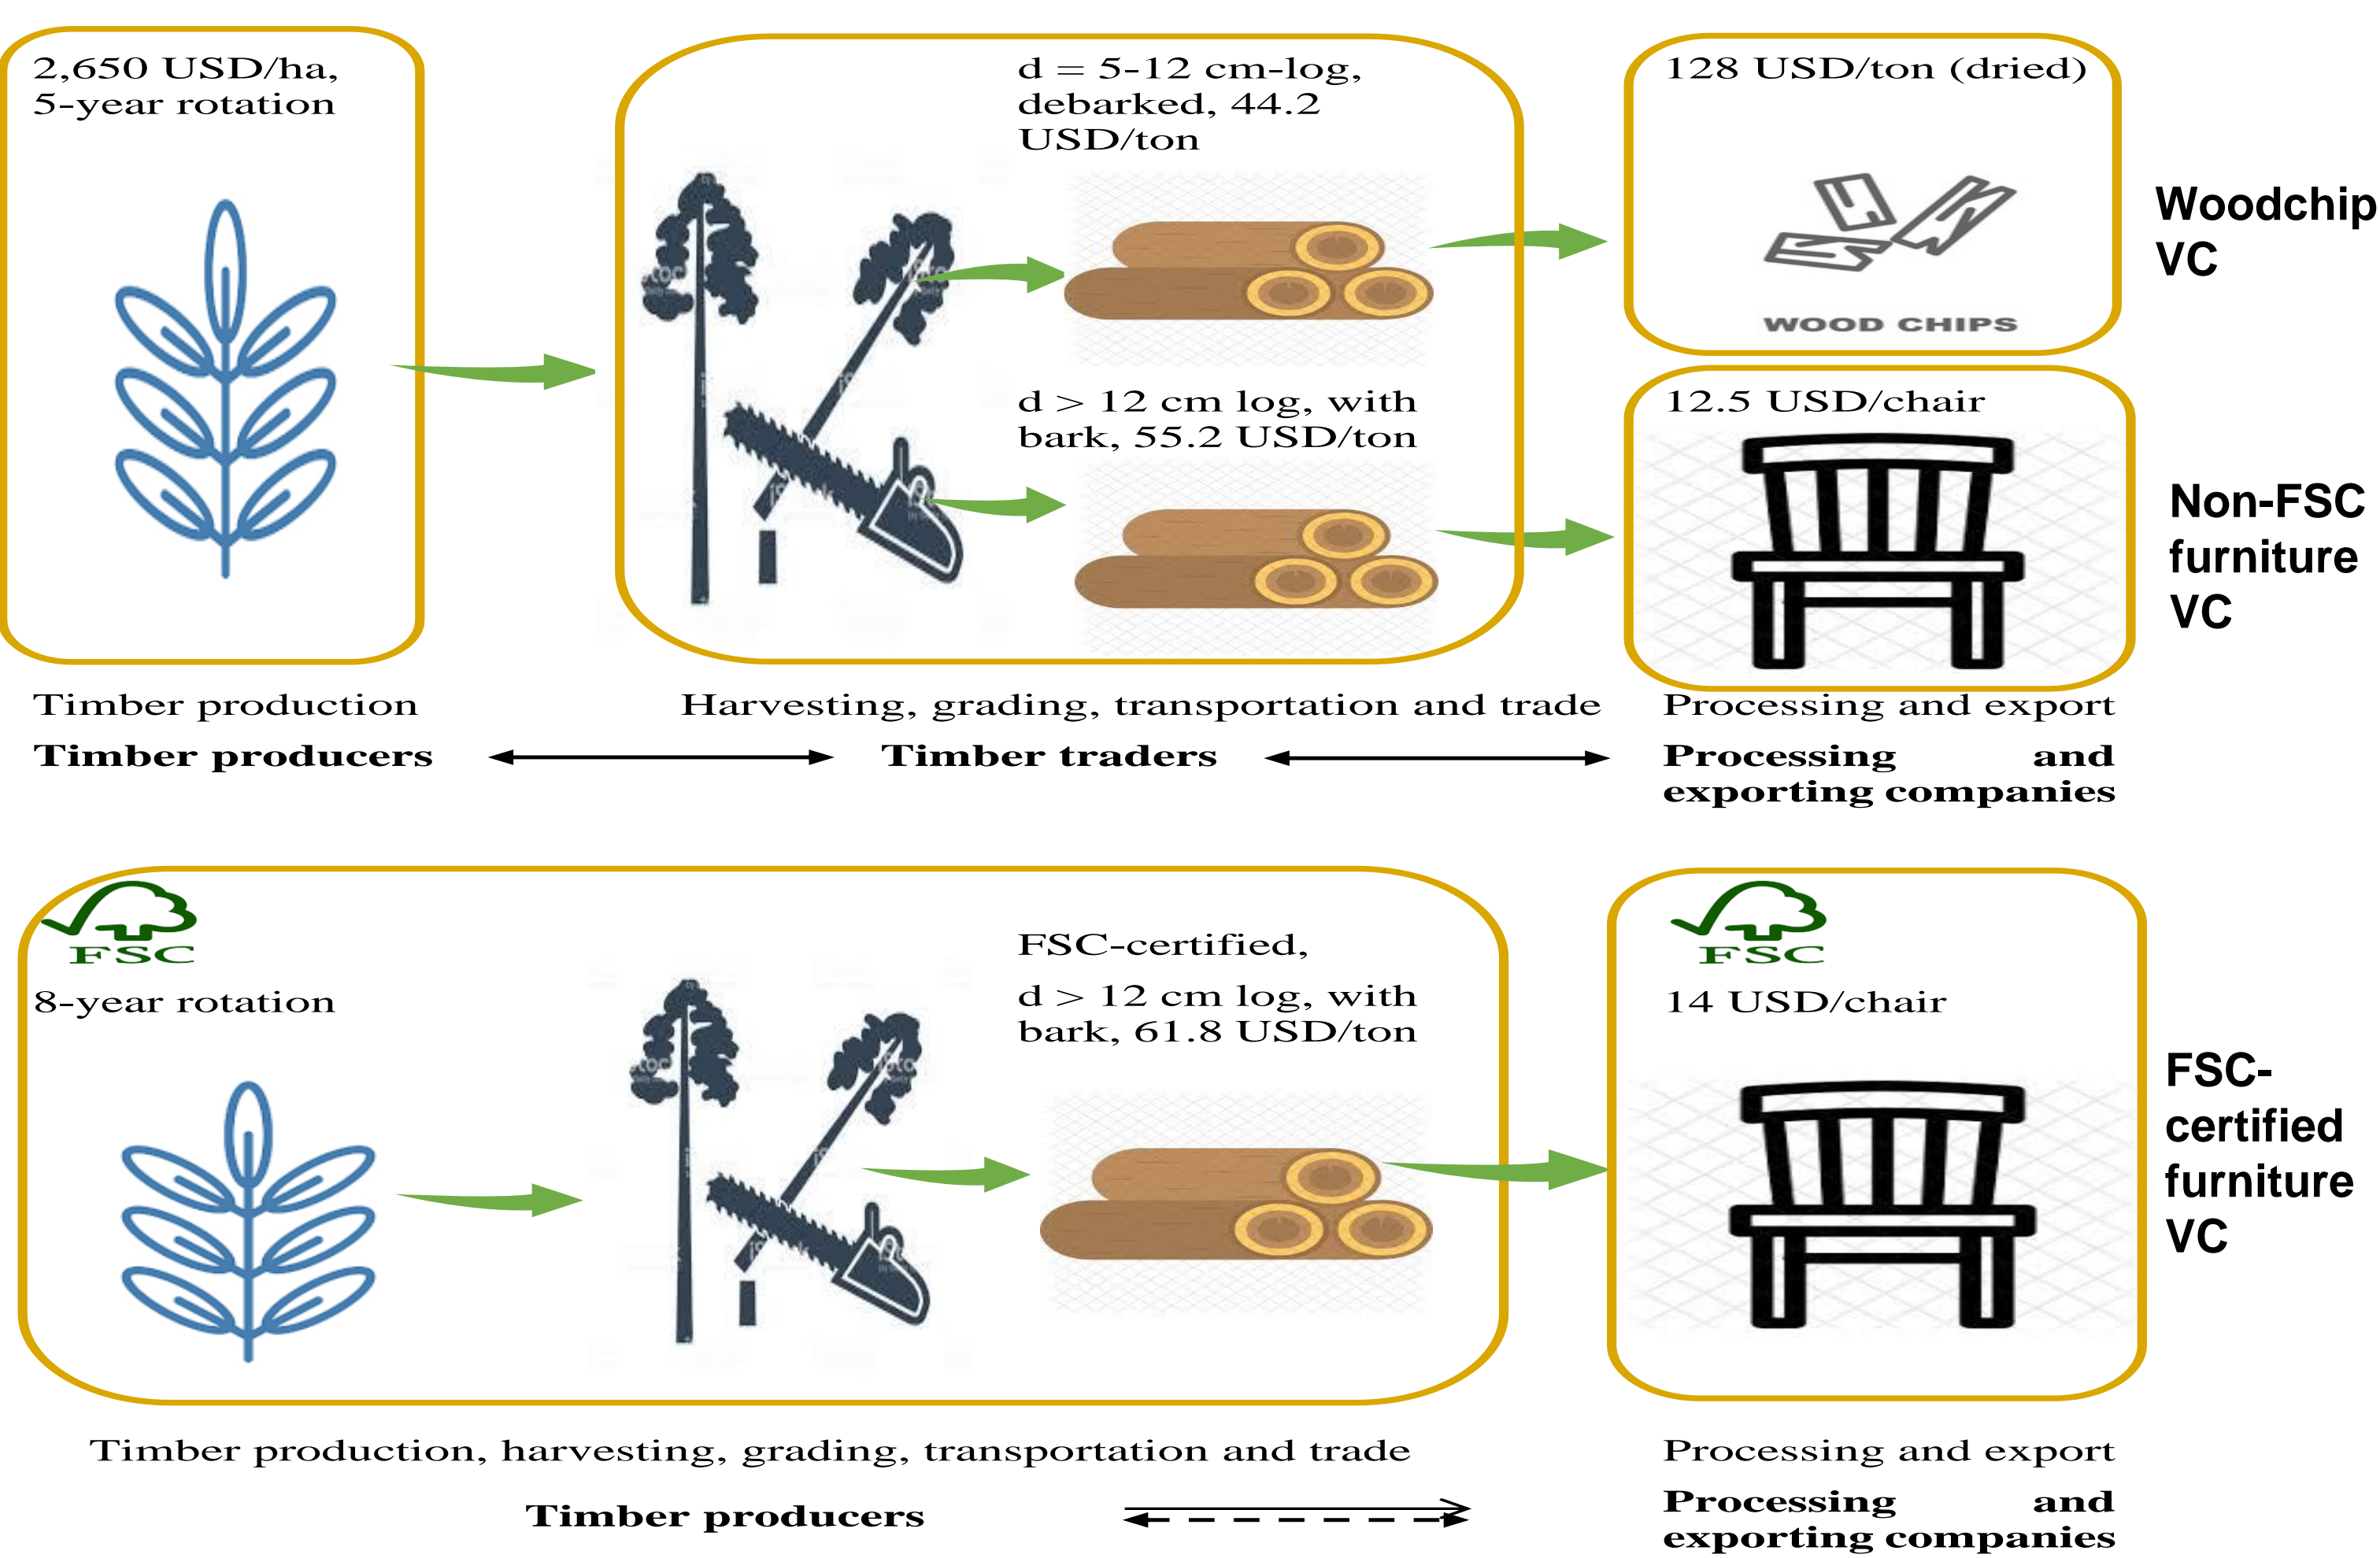 2,650 USD/ha,
5-year rotation
d = 5-12 cm-log,
debarked, 44.2
USD/ton
128 USD/ton (dried)
WOOD CHIPS
Woodchip
VC
d > 12 cm log, with
bark, 55.2 USD/ton
12.5 USD/chair
Non-FSC
furniture
VC
Timber production
Harvesting, grading, transportation and trade
Processing and export
Timber producers
Timber traders
Processing and
exporting companies
FSC
8-year rotation
FSC-certified,
d > 12 cm log, with
bark, 61.8 USD/ton
FSC
14 USD/chair
FSC-
certified
furniture
VC
Timber production, harvesting, grading, transportation and trade
Processing and export
Timber producers
Processing and
exporting companies